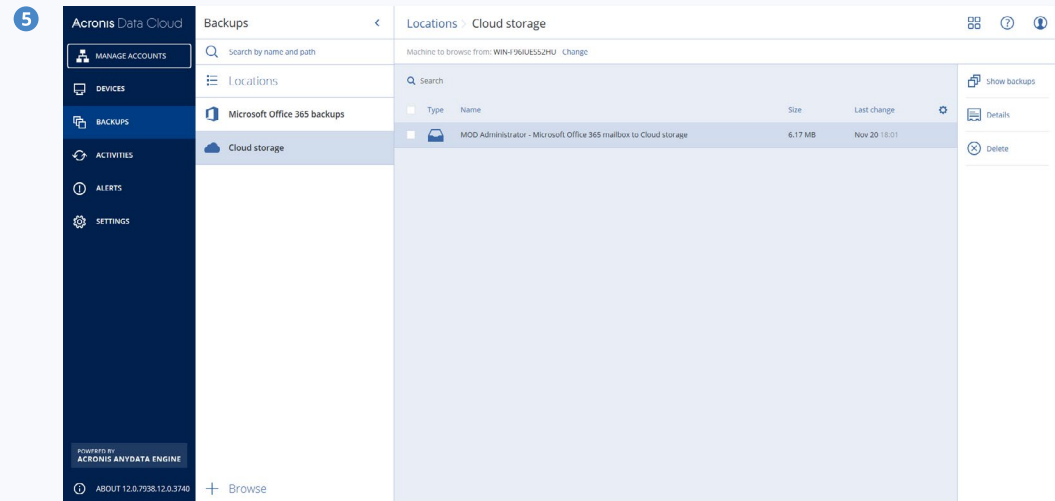 5
Acronis Data Cloud
MANAGE ACCOUNTS
DEVICES
BACKUPS
ACTIVITIES
ALERTS
SETTINGS
POWERED BY
ACRONIS ANYDATA ENGINE
ABOUT 12.0.7938.12.0.3740
Backups <
Search by name and path
Locations
Microsoft Office 365 backups
Cloud storage
+ Browse
Locations > Cloud storage
Machine to browse from: WIN-F96IUE552HU Change
Search
Type Name Size Last change
MOD Administrator - Microsoft Office 365 mailbox to Cloud storage 6.17 MB Nov 20 18:01
Show backups
Details
Delete